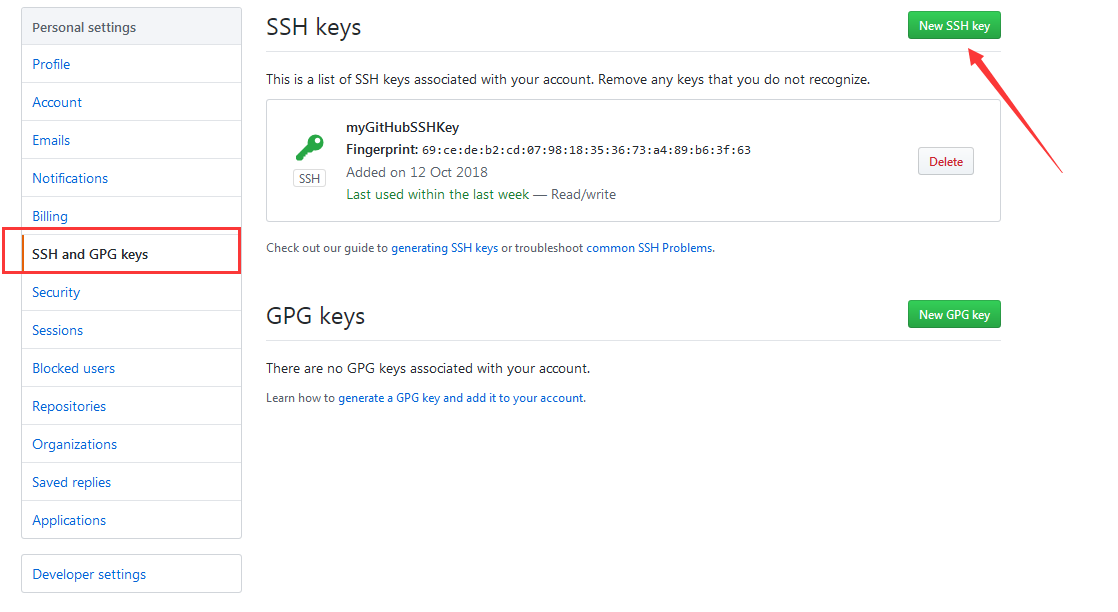 Personal settings
Profile
Account
Emails
Notifications
Billing
SSH and GPG keys
Security
Sessions
Blocked users
Repositories
Organizations
Saved replies
Applications
Developer settings
SSH keys
New SSH key
This is a list of SSH keys associated with your account. Remove any keys that you do not recognize.
SSH
myGitHubSSHKey
Fingerprint: 69:ce:de:b2:cd:07:98:18:35:36:73:a4:89:b6:3f:63
Added on 12 Oct 2018
Last used within the last week — Read/write
Delete
Check out our guide to generating SSH keys or troubleshoot common SSH Problems.
GPG keys
New GPG key
There are no GPG keys associated with your account.
Learn how to generate a GPG key and add it to your account.